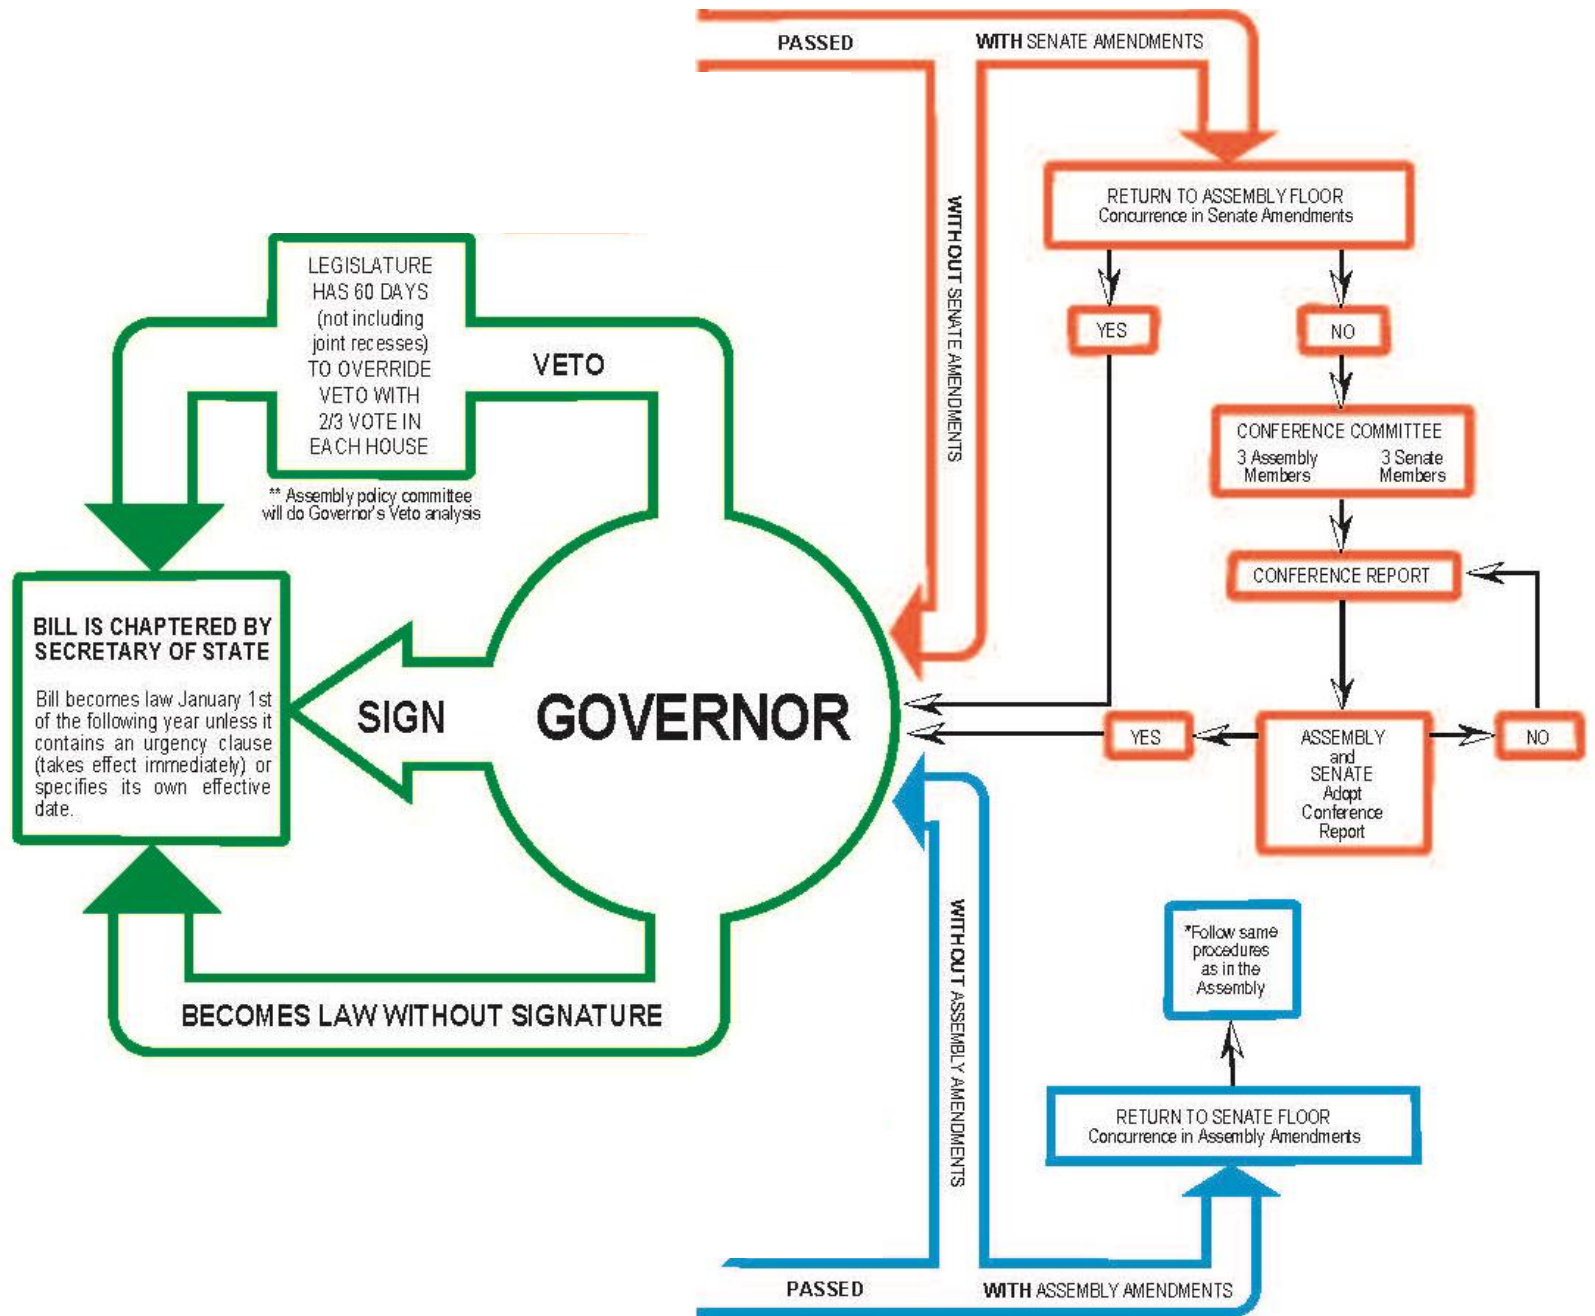 PASSED
WITH SENATE AMENDMENTS
WITHOUT SENATE AMENDMENTS
RETURN TO ASSEMBLY FLOOR
Concurrence in Senate Amendments
YES
NO
CONFERENCE COMMITTEE
3 Assembly Members
3 Senate Members
CONFERENCE REPORT
YES
ASSEMBLY
and
SENATE
Adopt
Conference
Report
NO
LEGISLATURE
HAS 60 DAYS
(not including
joint recesses)
TO OVERRIDE
VETO WITH
2/3 VOTE IN
EACH HOUSE
VETO
** Assembly policy committee
will do Governor's Veto analysis
BILL IS CHAPTERED BY
SECRETARY OF STATE
Bill becomes law January 1st
of the following year unless it
contains an urgency clause
(takes effect immediately) or
specifies its own effective
date.
SIGN
GOVERNOR
BECOMES LAW WITHOUT SIGNATURE
WITHOUT ASSEMBLY AMENDMENTS
*Follow same
procedures
as in the
Assembly
RETURN TO SENATE FLOOR
Concurrence in Assembly Amendments
PASSED
WITH ASSEMBLY AMENDMENTS